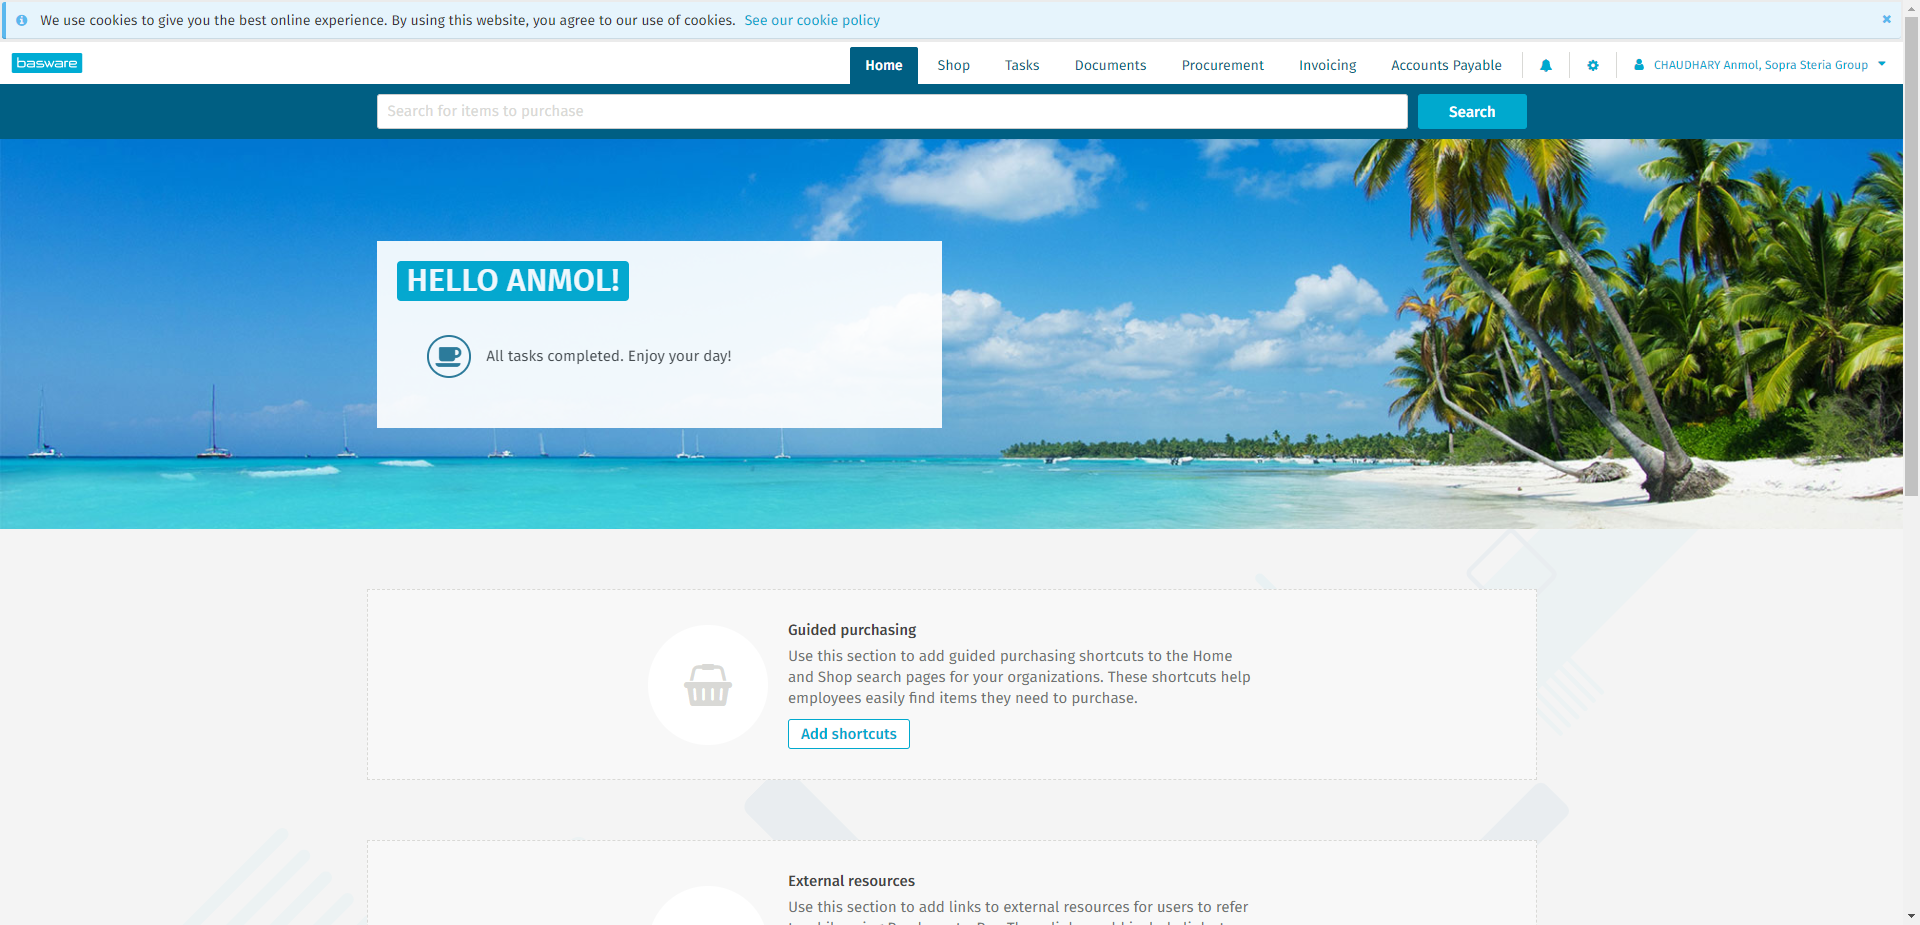 We use cookies to give you the best online experience. By using this website, you agree to our use of cookies. See our cookie policy
basware
Home Shop Tasks Documents Procurement Invoicing Accounts Payable CHAUDHARY Anmol, Sopra Steria Group
Search for items to purchase
Search
HELLO ANMOL!
All tasks completed. Enjoy your day!
Guided purchasing
Use this section to add guided purchasing shortcuts to the Home
and Shop search pages for your organizations. These shortcuts help
employees easily find items they need to purchase.
Add shortcuts
External resources
Use this section to add links to external resources for users to refer